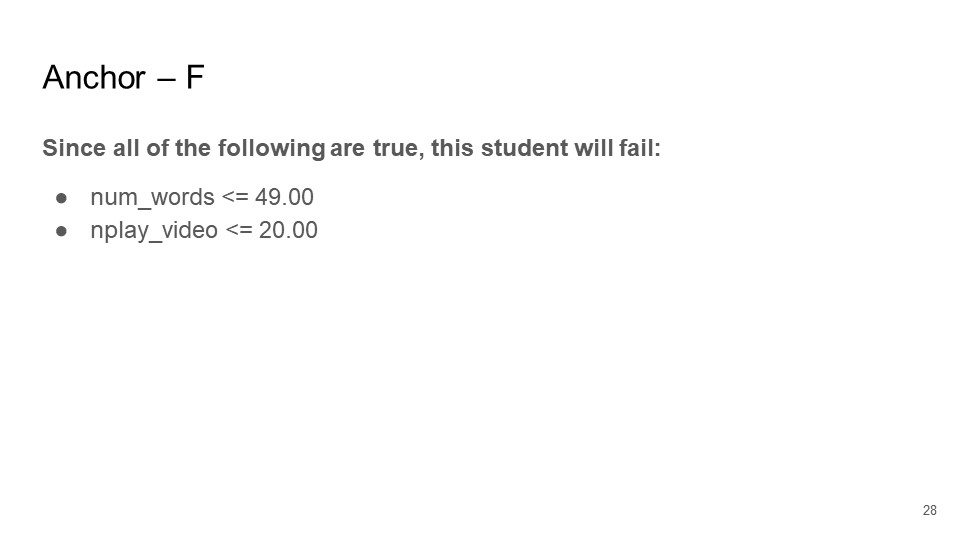 Anchor – F
Since all of the following are true, this student will fail:
● num_words <= 49.00
● nplay_video <= 20.00
28